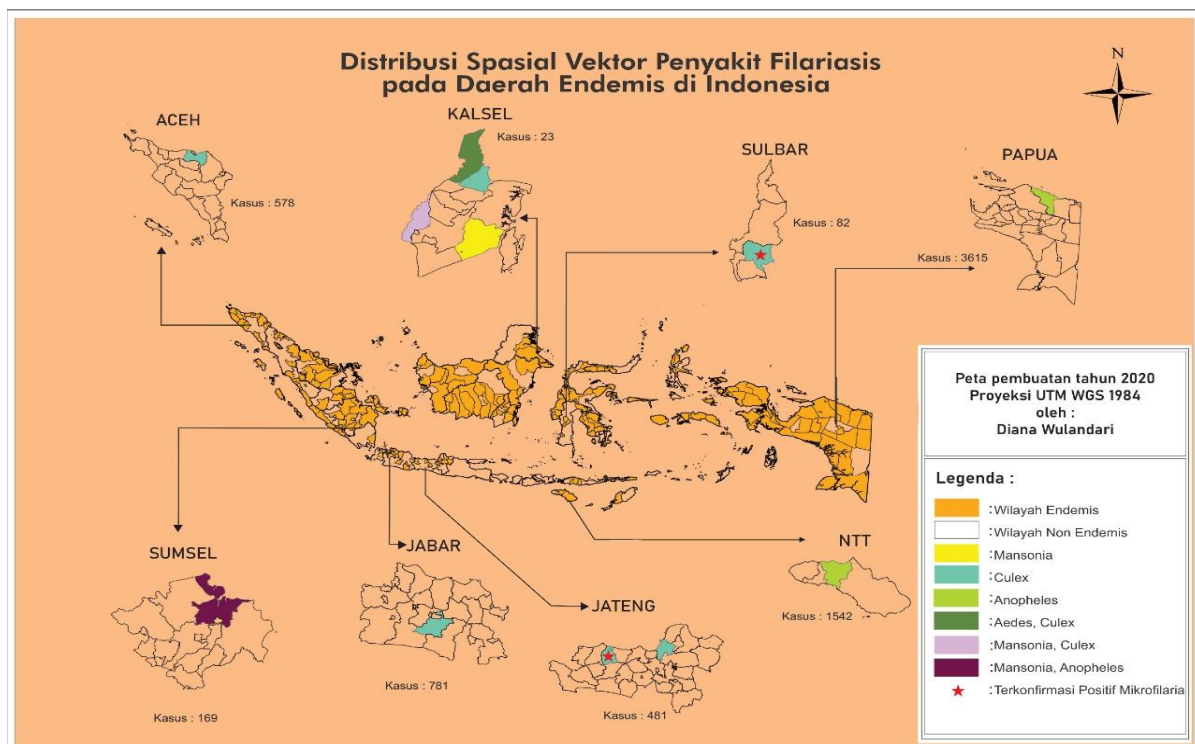 Distribusi Spasial Vektor Penyakit Filariasis
pada Daerah Endemis di Indonesia
N
ACEH
Kasus : 578
KALSEL
Kasus : 23
SULBAR
Kasus : 82
PAPUA
Kasus : 3615
SUMSEL
Kasus : 169
JABAR
Kasus : 781
JATENG
Kasus : 481
NTT
Kasus : 1542
Peta pembuatan tahun 2020
Proyeksi UTM WGS 1984
oleh :
Diana Wulandari
Legenda :
:Wilayah Endemis
:Wilayah Non Endemis
:Mansonia
:Culex
:Anopheles
:Aedes, Culex
:Mansonia, Culex
:Mansonia, Anopheles
:Terkonfirmasi Positif Mikrofilaria